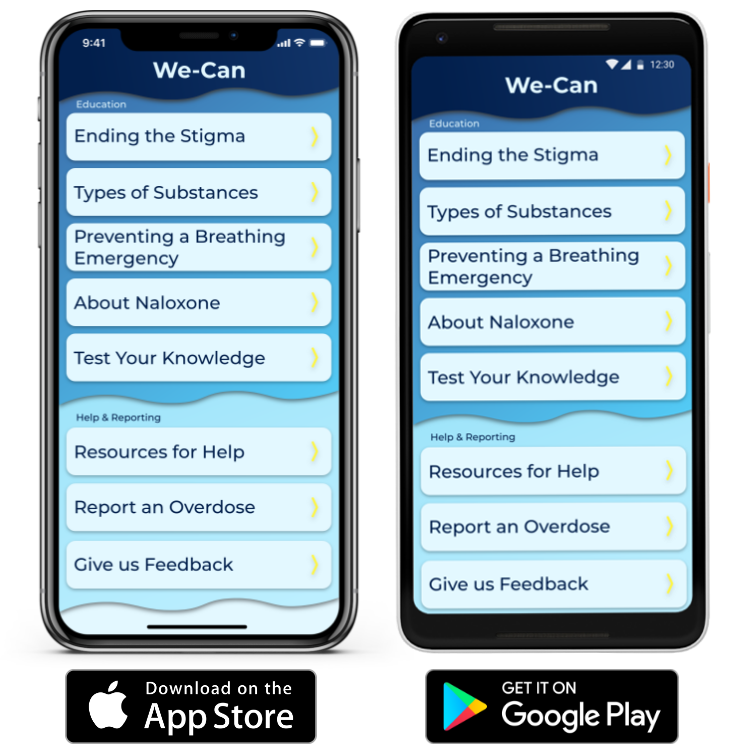 9:41
We-Can
Education
Ending the Stigma
Types of Substances
Preventing a Breathing
Emergency
About Naloxone
Test Your Knowledge
Help & Reporting
Resources for Help
Report an Overdose
Give us Feedback
Download on the
App Store
12:30
We-Can
Education
Ending the Stigma
Types of Substances
Preventing a Breathing
Emergency
About Naloxone
Test Your Knowledge
Help & Reporting
Resources for Help
Report an Overdose
Give us Feedback
GET IT ON
Google Play